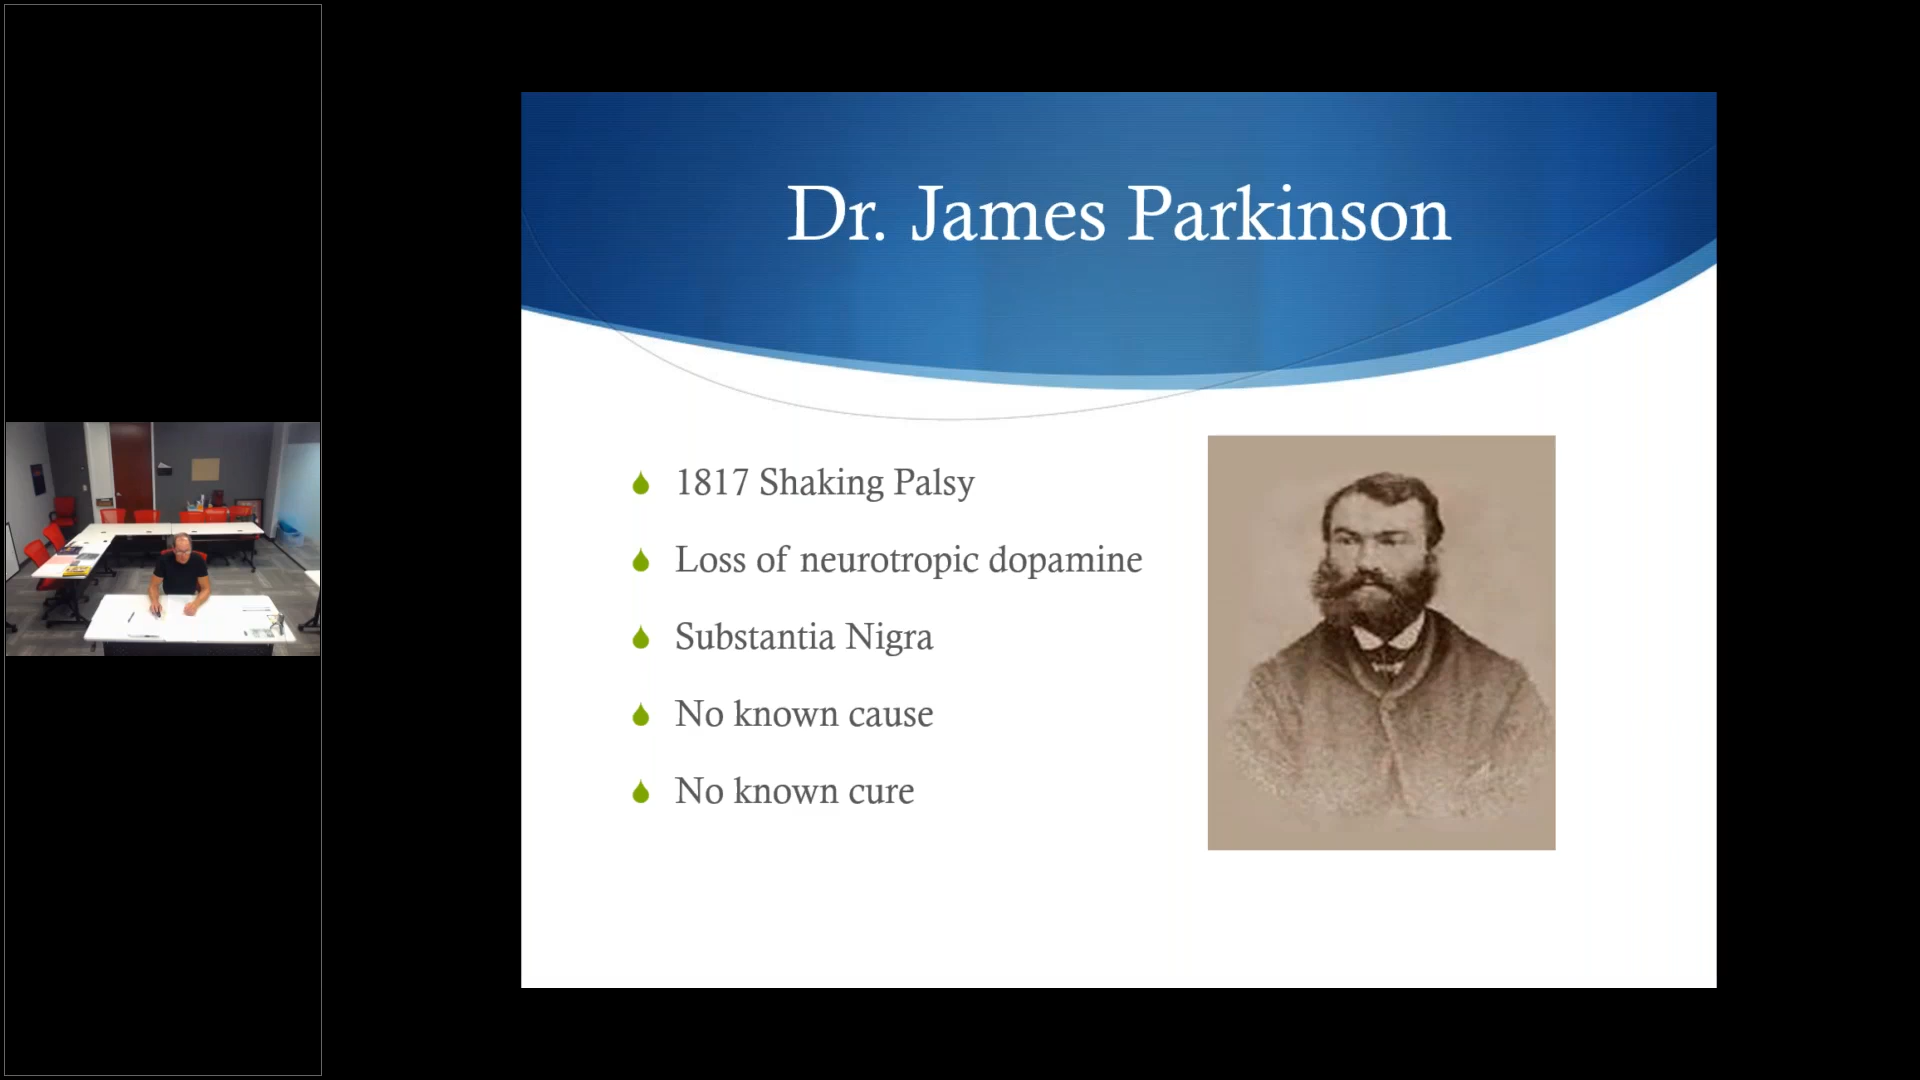 Dr. James Parkinson
1817 Shaking Palsy
Loss of neurotropic dopamine
Substantia Nigra
No known cause
No known cure